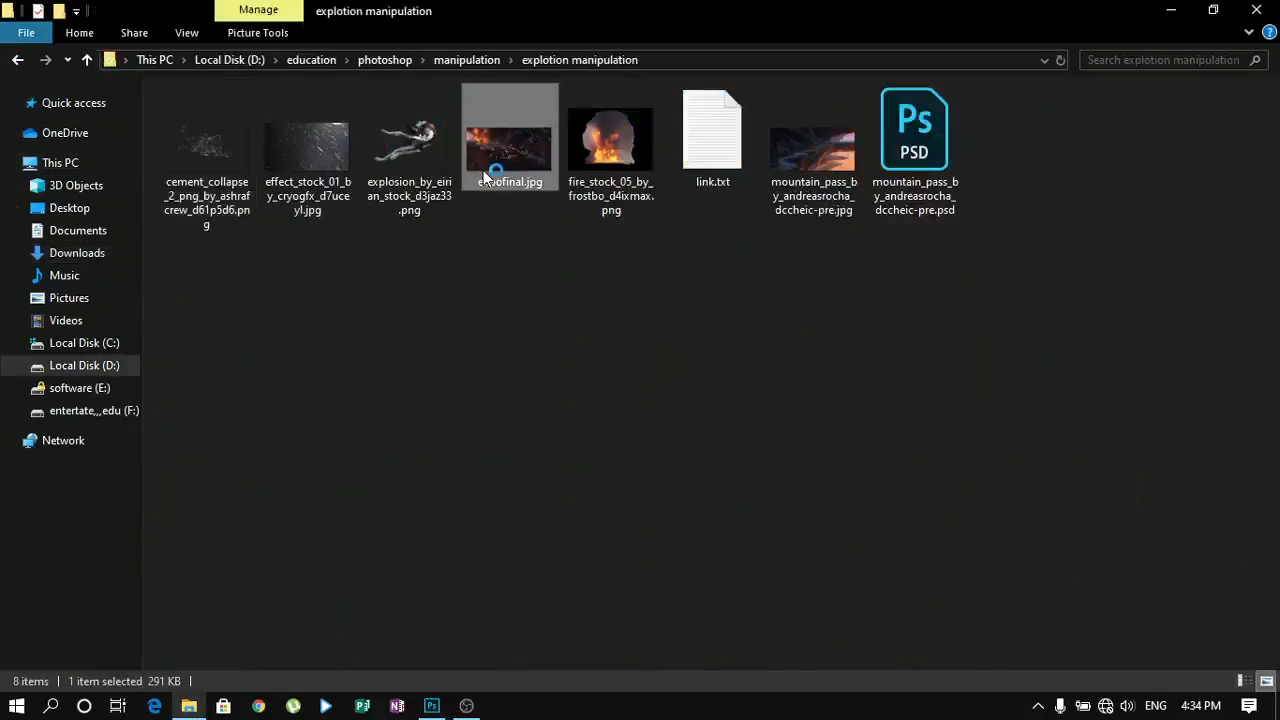 Manage
explotion manipulation
File
Home
Share
View
Picture Tools
This PC
Local Disk (D:)
education
photoshop
manipulation
explotion manipulation
Search explotion manipulation
Quick access
OneDrive
This PC
3D Objects
Desktop
Documents
Downloads
Music
Pictures
Videos
Local Disk (C:)
Local Disk (D:)
software (E:)
entertate,,,edu (F:)
Network
cement_collapse
_2_png_by_ashraf
crew_d61p5d6.pn
g
effect_stock_01_b
y_cryogfx_d7uce
yl.jpg
explosion_by_eiri
an_stock_d3jaz33
.png
fire_stock_05_by_
frostbo_d4ixmax.
png
link.txt
mountain_pass_b
y_andreasrocha_
dccheic-pre.jpg
Ps
PSD
mountain_pass_b
y_andreasrocha_
dccheic-pre.psd
8 items
1 item selected 291 KB
Ps
ENG
4:34 PM